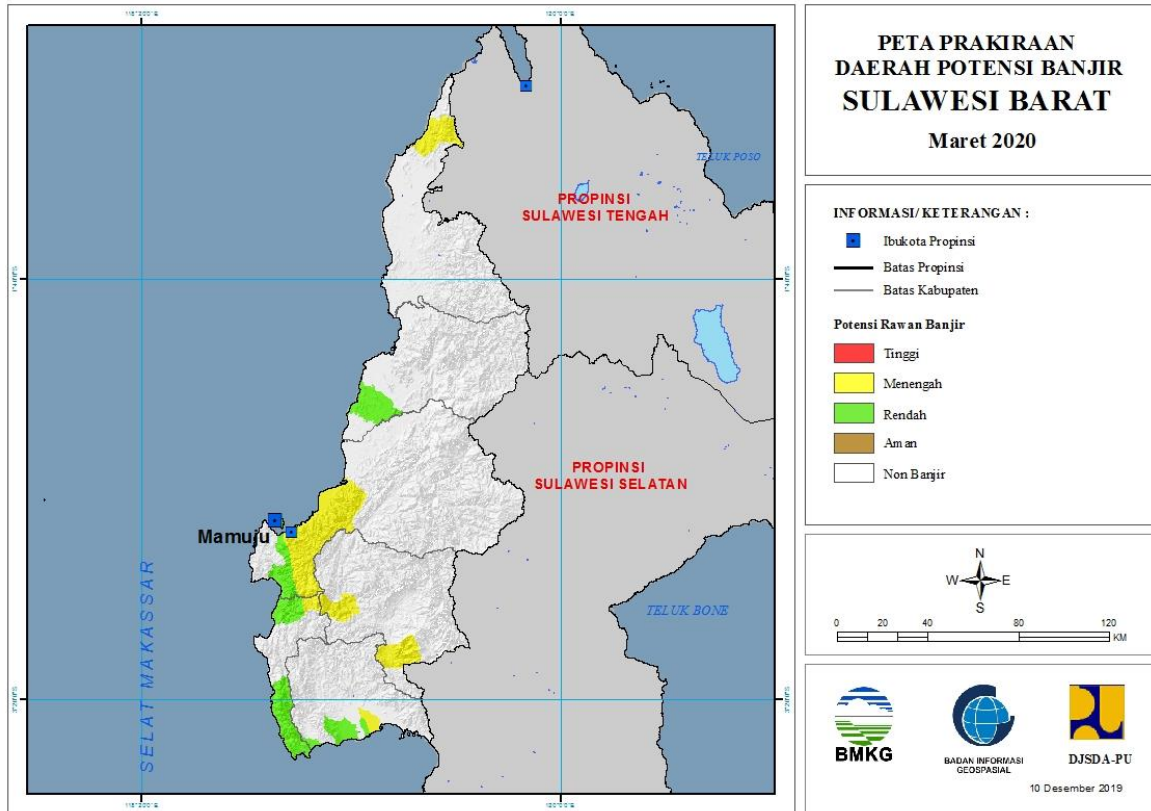 PETA PRAKIRAAN
DAERAH POTENSI BANJIR
SULAWESI BARAT
Maret 2020
INFORMASI/KETERANGAN :
Ibukota Propinsi
Batas Propinsi
Batas Kabupaten
Potensi Rawan Banjir
Tinggi
Menengah
Rendah
Aman
Non Banjir
N
W E
S
0 20 40 80 120
KM
BMKG
BADAN INFORMASI
GEOSPASIAL
DJSDA-PU
10 Desember 2019
TELUK POSO
PROPINSI
SULAWESI TENGAH
PROPINSI
SULAWESI SELATAN
Mamuju
SELAT MAKASSAR
TELUK BONE